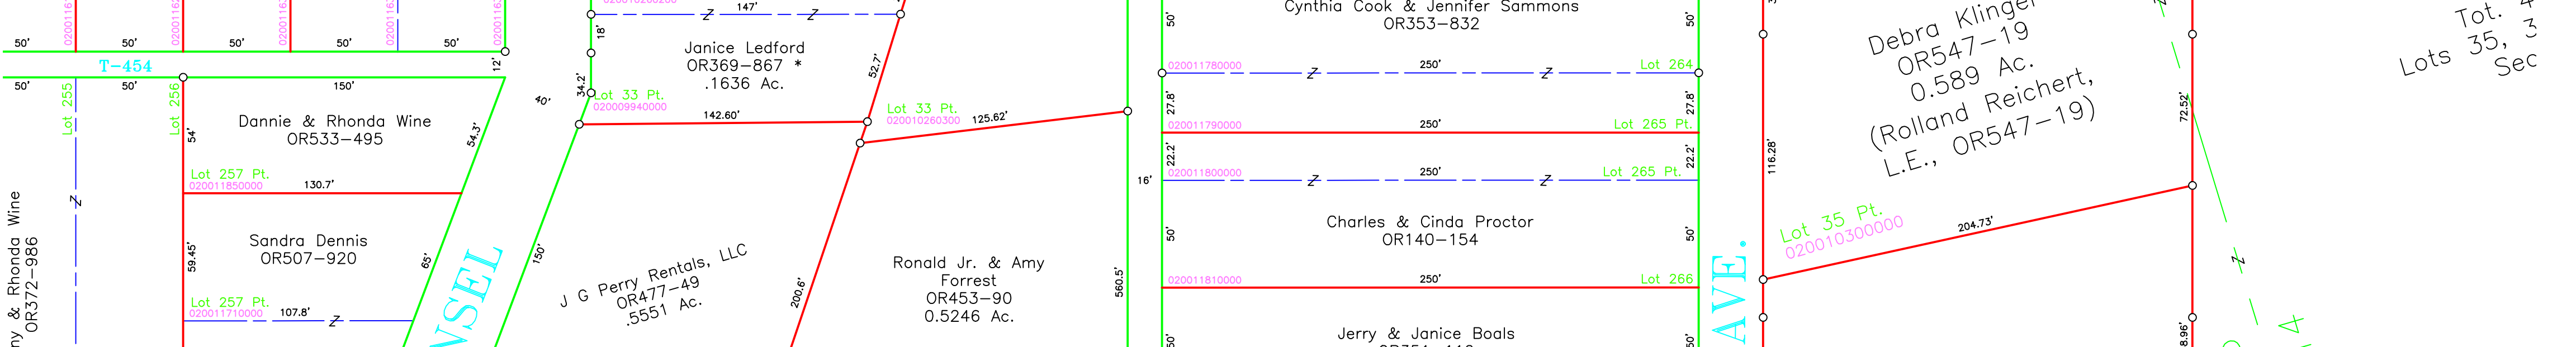 50'
50'
50'
50'
50'
T-454
50'
50'
150'
12'
40'
Lot 255
Lot 256
54'
54.3'
Dannie & Rhonda Wine
OR533-495
Lot 257 Pt.
020011850000
130.7'
59.45'
65'
Sandra Dennis
OR507-920
Lot 257 Pt.
020011710000
107.8'
OR372-986
147'
18'
34.2'
52.7'
Janice Ledford
OR369-867 *
.1636 Ac.
Lot 33 Pt.
020009940000
142.60'
Lot 33 Pt.
020010260300
125.62'
150'
J G Perry Rentals, LLC
OR477-49
.5551 Ac.
200.6'
Ronald Jr. & Amy
Forrest
OR453-90
0.5246 Ac.
560.5'
16'
Cynthia Cook & Jennifer Sammons
OR353-832
50'
50'
020011780000
250'
Lot 264
27.8'
27.8'
020011790000
250'
Lot 265 Pt.
22.2'
22.2'
020011800000
250'
Lot 265 Pt.
Charles & Cinda Proctor
OR140-154
50'
50'
020011810000
250'
Lot 266
Jerry & Janice Boals
50'
50'
AVE.
116.28'
Debra Klinger
OR547-19
0.589 Ac.
(Rolland Reichert,
L.E., OR547-19)
72.52'
Lot 35 Pt.
020010300000
204.73'
Tot.
Lots 35,
Sec